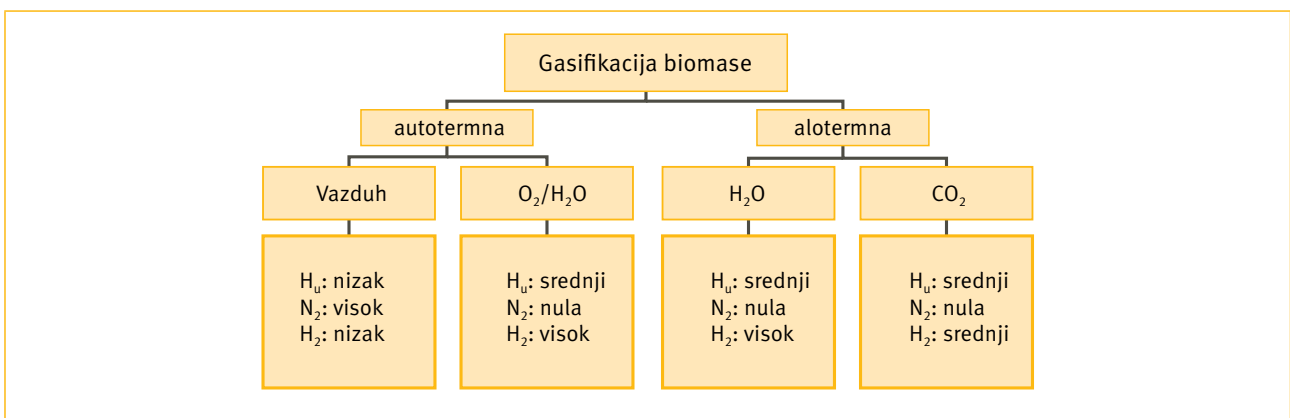 Gasifikacija biomase
autotermna
alotermna
Vazduh
O₂/H₂O
H₂O
CO₂
Hᵤ: nizak
N₂: visok
H₂: nizak
Hᵤ: srednji
N₂: nula
H₂: visok
Hᵤ: srednji
N₂: nula
H₂: visok
Hᵤ: srednji
N₂: nula
H₂: srednji